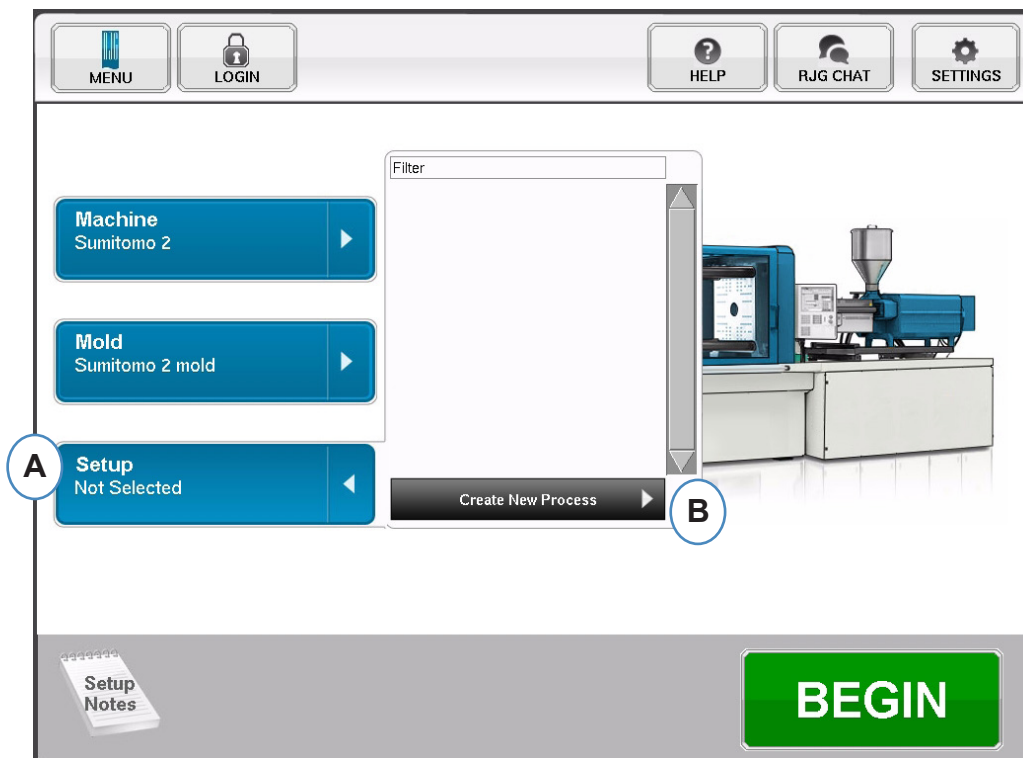 MENU
LOGIN
HELP
RJG CHAT
SETTINGS
Filter
Machine
Sumitomo 2
Mold
Sumitomo 2 mold
A
Setup
Not Selected
Create New Process
B
Setup
Notes
BEGIN